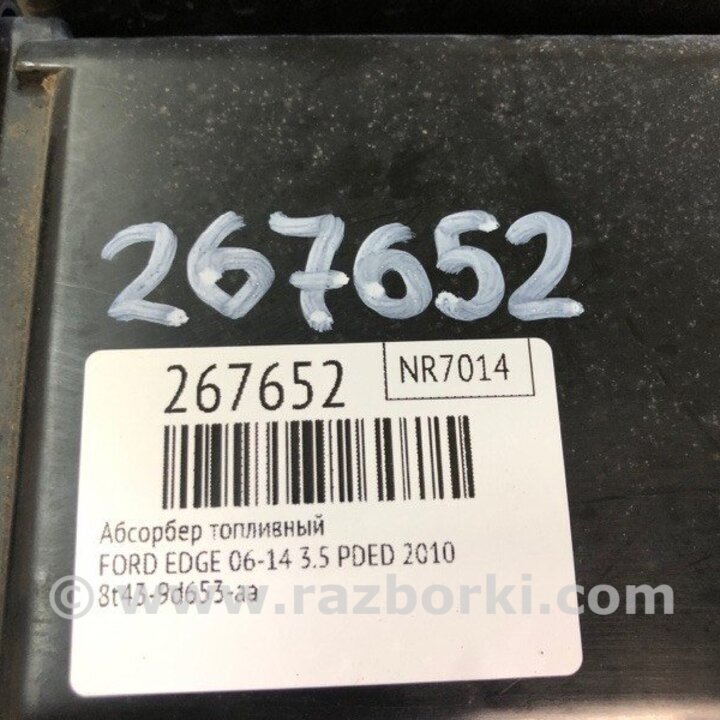 267652
267652
NR7014
Абсорбер топливный
FORD EDGE 06-14 3.5 PDED 2010
8t43-9d653-aa
© www.razborki.com